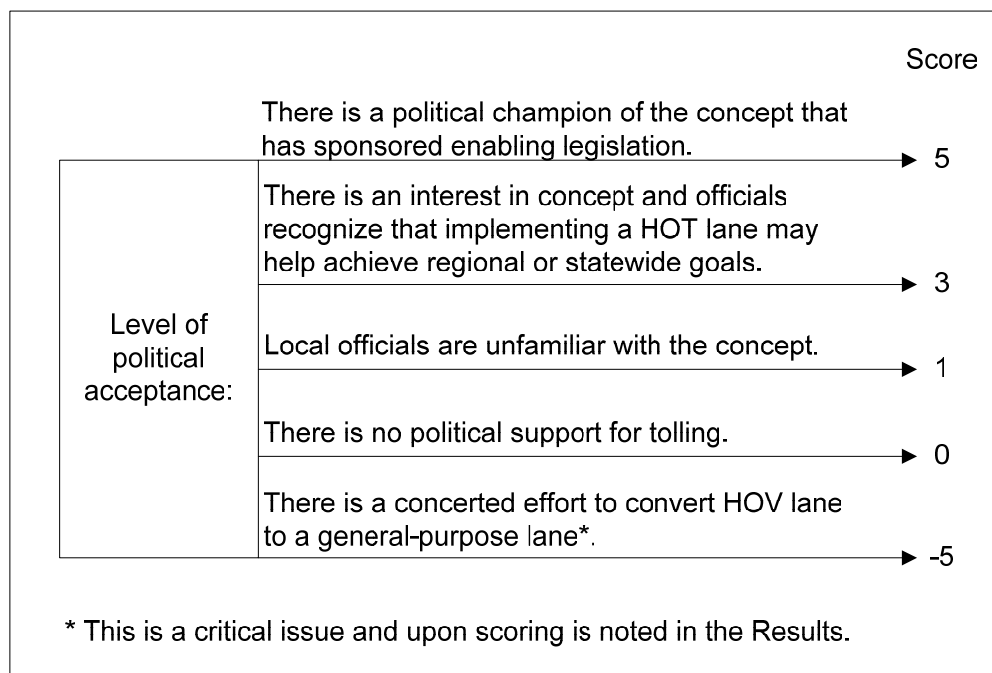 Score
There is a political champion of the concept that
has sponsored enabling legislation.
5
There is an interest in concept and officials
recognize that implementing a HOT lane may
help achieve regional or statewide goals.
3
Level of
political
acceptance:
Local officials are unfamiliar with the concept.
1
There is no political support for tolling.
0
There is a concerted effort to convert HOV lane
to a general-purpose lane*.
-5
* This is a critical issue and upon scoring is noted in the Results.